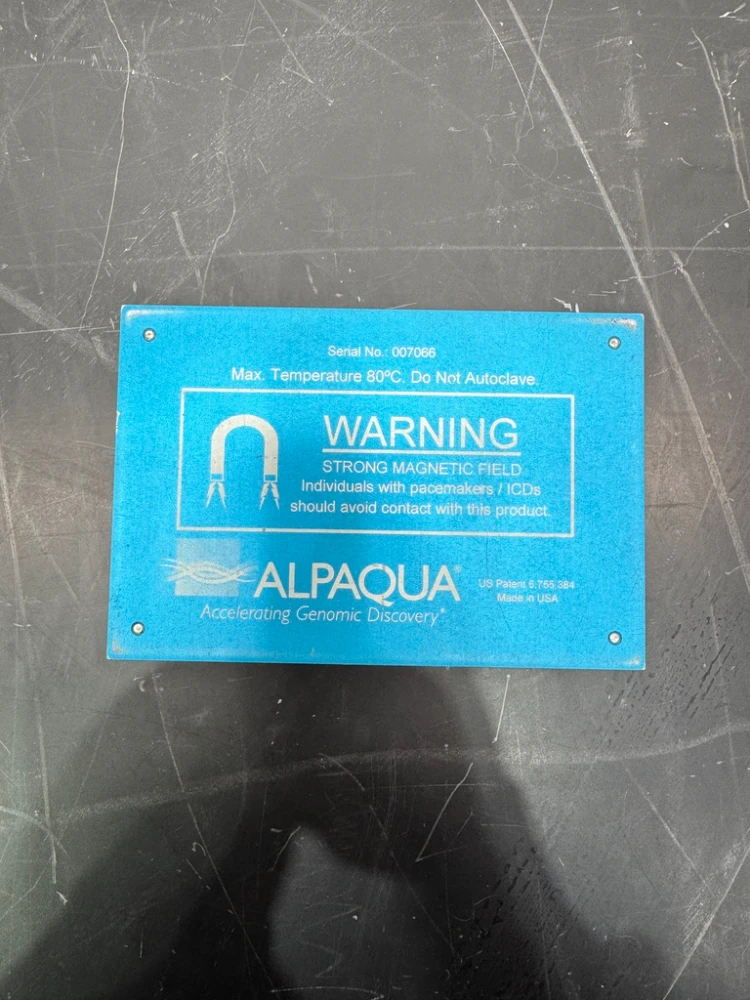 Serial No.: 007066
Max. Temperature 80ºC. Do Not Autoclave.
WARNING
STRONG MAGNETIC FIELD
Individuals with pacemakers / ICDs
should avoid contact with this product.
ALPAQUA®
US Patent 6,755,384
Made in USA
Accelerating Genomic Discovery®